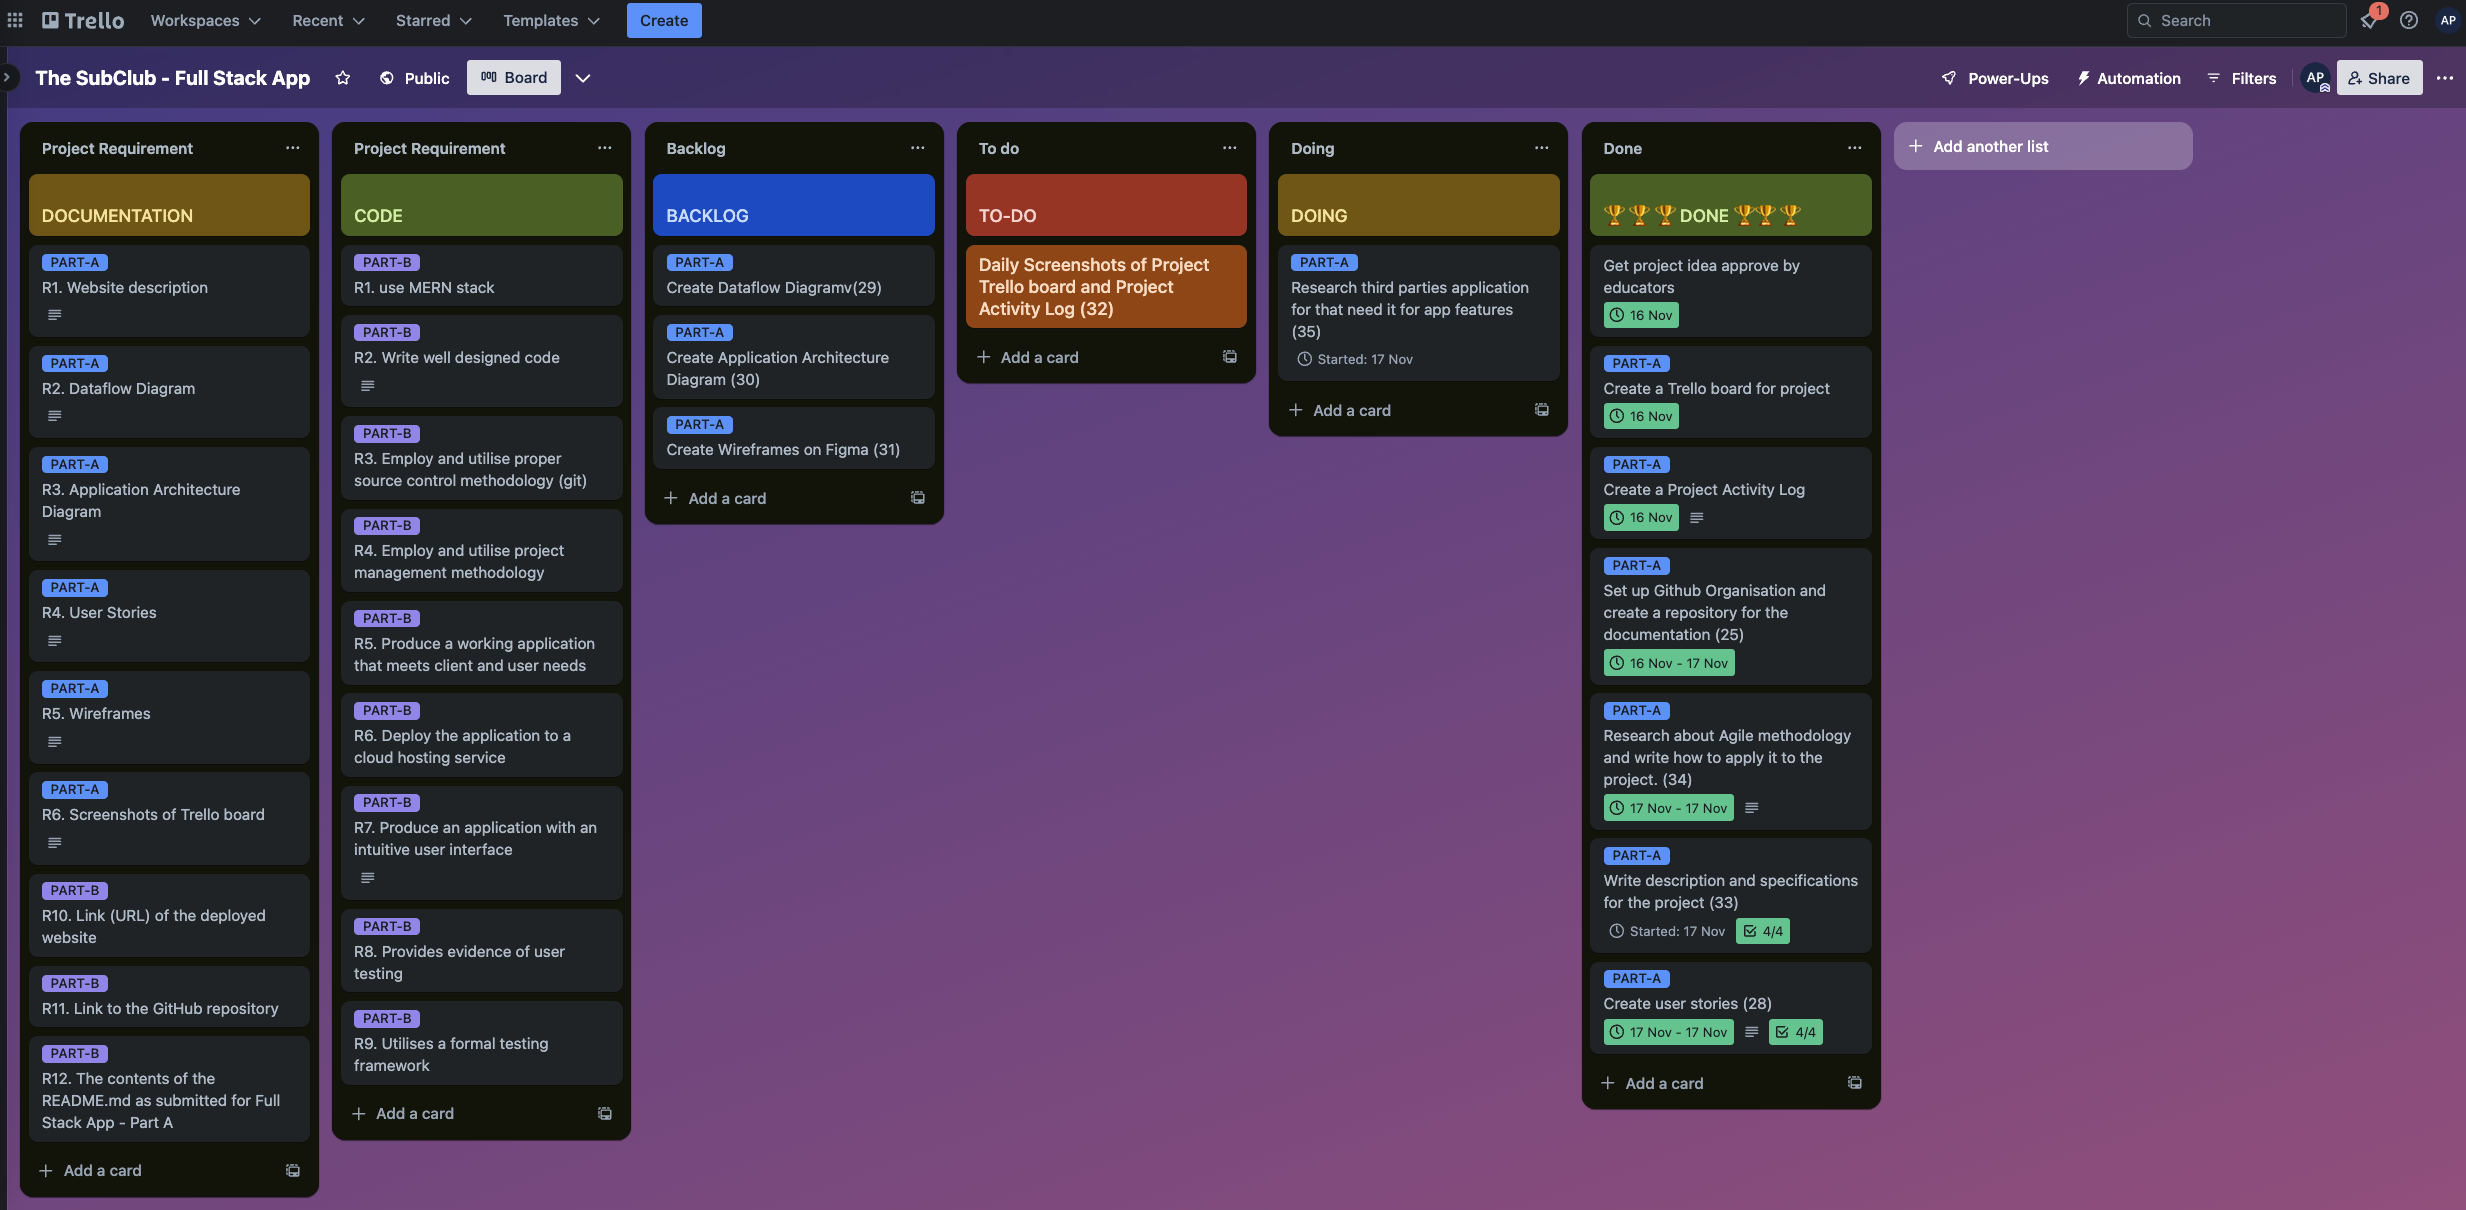 Trello
Workspaces
Recent
Starred
Templates
Create
Search
1
AP
The SubClub - Full Stack App
Public
Board
Power-Ups
Automation
Filters
AP
Share
Project Requirement
DOCUMENTATION
PART-A
R1. Website description
PART-A
R2. Dataflow Diagram
PART-A
R3. Application Architecture
Diagram
PART-A
R4. User Stories
PART-A
R5. Wireframes
PART-A
R6. Screenshots of Trello board
PART-B
R10. Link (URL) of the deployed
website
PART-B
R11. Link to the GitHub repository
PART-B
R12. The contents of the
README.md as submitted for Full
Stack App - Part A
Add a card
Project Requirement
CODE
PART-B
R1. use MERN stack
PART-B
R2. Write well designed code
PART-B
R3. Employ and utilise proper
source control methodology (git)
PART-B
R4. Employ and utilise project
management methodology
PART-B
R5. Produce a working application
that meets client and user needs
PART-B
R6. Deploy the application to a
cloud hosting service
PART-B
R7. Produce an application with an
intuitive user interface
PART-B
R8. Provides evidence of user
testing
PART-B
R9. Utilises a formal testing
framework
Add a card
Backlog
BACKLOG
PART-A
Create Dataflow Diagramv(29)
PART-A
Create Application Architecture
Diagram (30)
PART-A
Create Wireframes on Figma (31)
Add a card
To do
TO-DO
Daily Screenshots of Project
Trello board and Project
Activity Log (32)
Add a card
Doing
DOING
PART-A
Research third parties application
for that need it for app features
(35)
Started: 17 Nov
Add a card
Done
🏆🏆🏆DONE🏆🏆🏆
Get project idea approve by
educators
16 Nov
PART-A
Create a Trello board for project
16 Nov
PART-A
Create a Project Activity Log
16 Nov
PART-A
Set up Github Organisation and
create a repository for the
documentation (25)
16 Nov - 17 Nov
PART-A
Research about Agile methodology
and write how to apply it to the
project. (34)
17 Nov - 17 Nov
PART-A
Write description and specifications
for the project (33)
Started: 17 Nov 4/4
PART-A
Create user stories (28)
17 Nov - 17 Nov 4/4
Add a card
Add another list